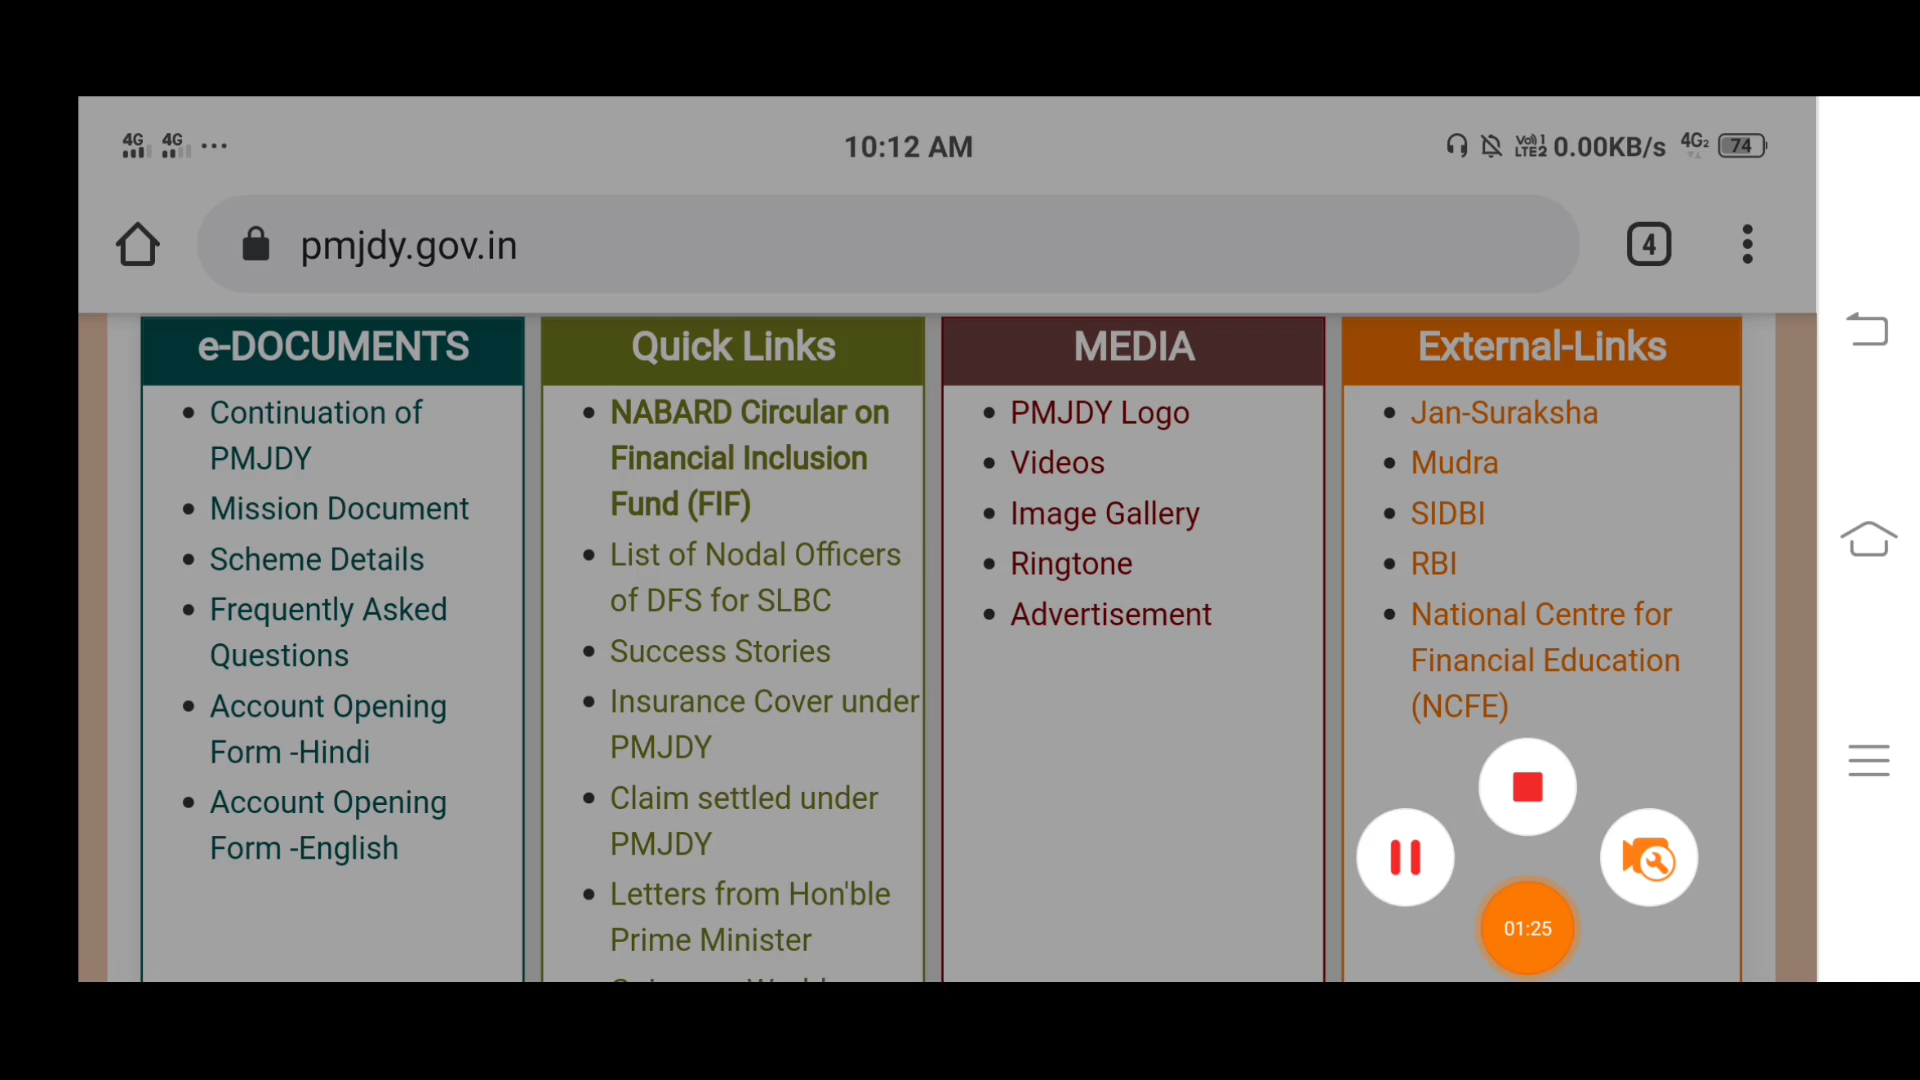 4G 4G ... 10:12 AM Vo) 1 LTE2 0.00KB/s 4G2 74
pmjdy.gov.in 4
e-DOCUMENTS
Continuation of
PMJDY
Mission Document
Scheme Details
Frequently Asked
Questions
Account Opening
Form -Hindi
Account Opening
Form -English
Quick Links
NABARD Circular on
Financial Inclusion
Fund (FIF)
List of Nodal Officers
of DFS for SLBC
Success Stories
Insurance Cover under
PMJDY
Claim settled under
PMJDY
Letters from Hon'ble
Prime Minister
MEDIA
PMJDY Logo
Videos
Image Gallery
Ringtone
Advertisement
External-Links
Jan-Suraksha
Mudra
SIDBI
RBI
National Centre for
Financial Education
(NCFE)
01:25